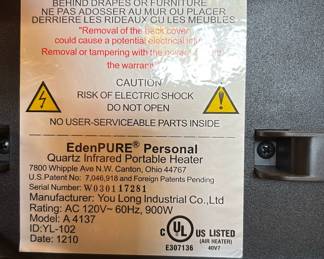 BEHIND DRAPES OR FURNITURE
NE PAS ADOSSER AU MUR OU PLACER
DERRIERE LES RIDEAUX OU LES MEUBLES
"Removal of the back cover
could cause a potential electrical
Removal or tampering with the
the warran
CAUTION
RISK OF ELECTRIC SHOCK
DO NOT OPEN
NO USER-SERVICEABLE PARTS INSIDE
EdenPURE® Personal
Quartz Infrared Portable Heater
7800 Whipple Ave N.W. Canton, Ohio 44767
U.S.Patent No: 7,046,918 and Foreign Patents Pending
Serial Number: W030117281
Manufacturer: You Long Industrial Co.,Ltd
Rating: AC 120V~ 60Hz, 900W
Model: A 4137
ID:YL-102
Date: 1210
C UL US LISTED
(AIR HEATER)
E307136 40V7